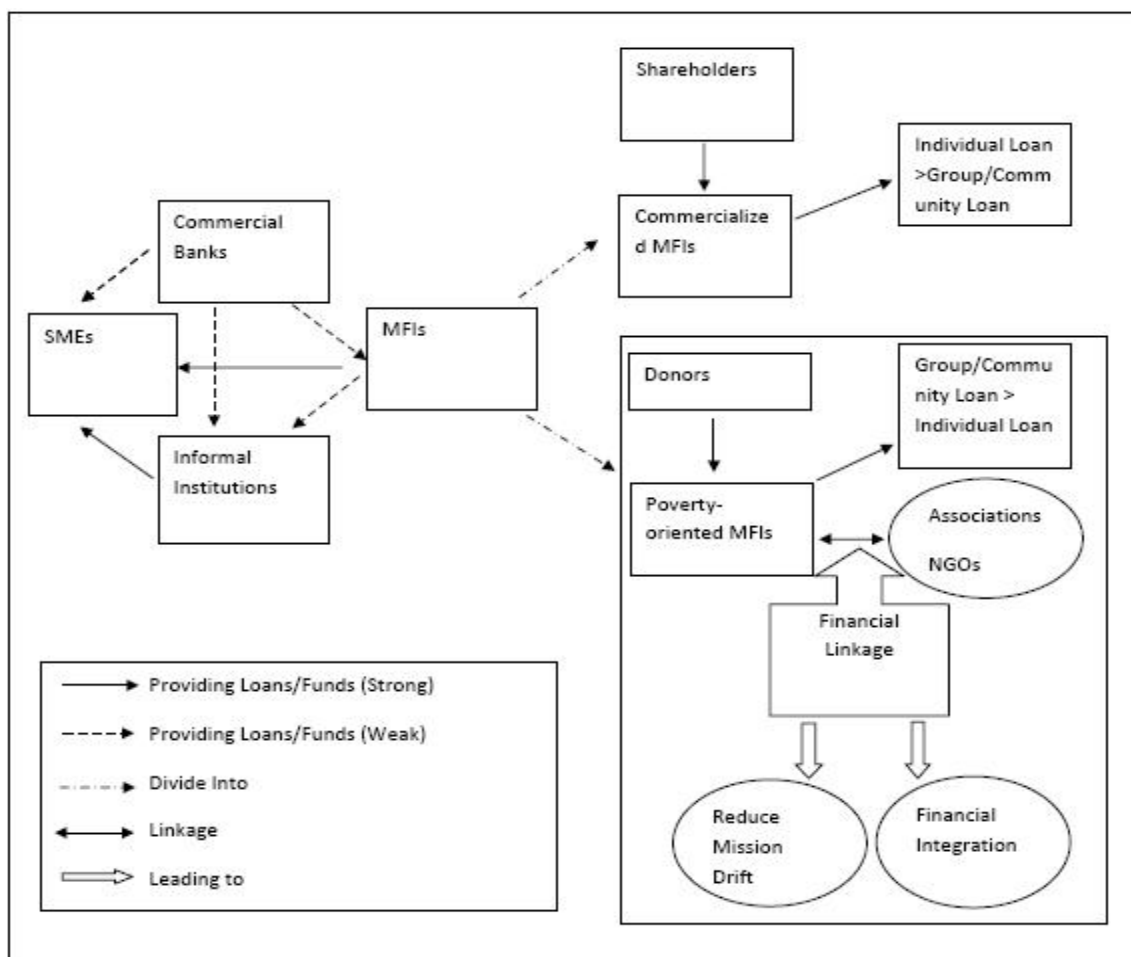 Shareholders
Individual Loan
>Group/Comm
unity Loan
Commercialize
d MFIs
Commercial
Banks
SMEs
MFIs
Informal
Institutions
Donors
Group/Commu
nity Loan >
Individual Loan
Poverty-
oriented MFIs
Associations
NGOs
Financial
Linkage
Reduce
Mission
Drift
Financial
Integration
Providing Loans/Funds (Strong)
Providing Loans/Funds (Weak)
Divide Into
Linkage
Leading to